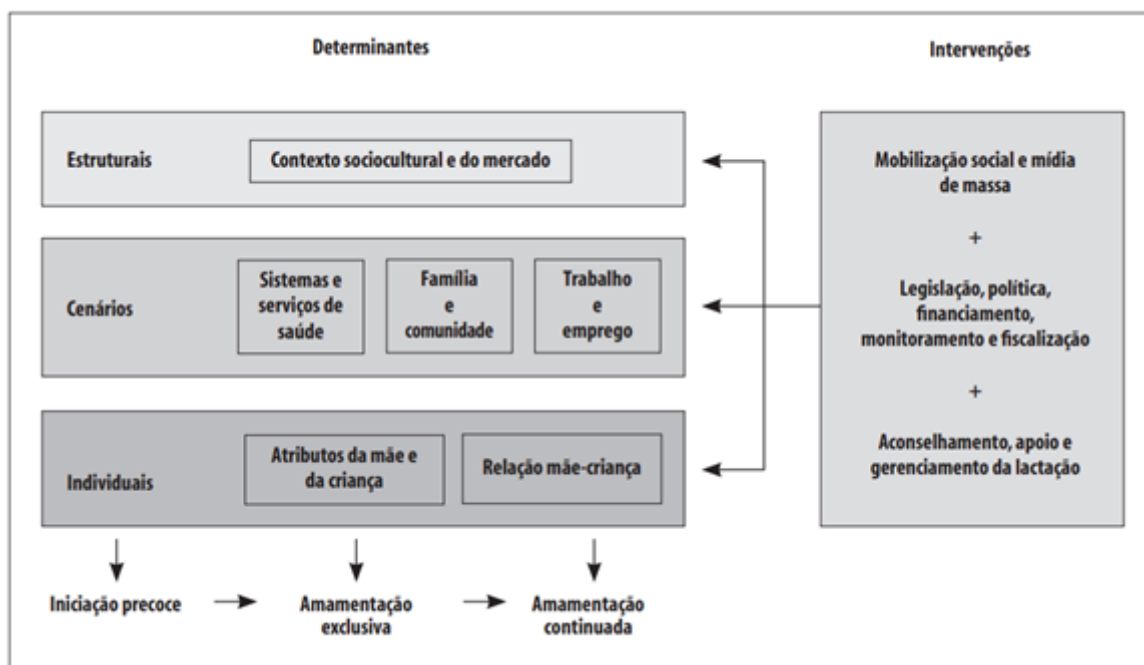 Determinantes
Intervenções
Estruturais
Contexto sociocultural e do mercado
Cenários
Sistemas e
serviços de
saúde
Família
e
comunidade
Trabalho
e
emprego
Individuais
Atributos da mãe e
da criança
Relação mãe-criança
Mobilização social e mídia
de massa
+
Legislação, política,
financiamento,
monitoramento e fiscalização
+
Aconselhamento, apoio e
gerenciamento da lactação
Iniciação precoce
Amamentação
exclusiva
Amamentação
continuada